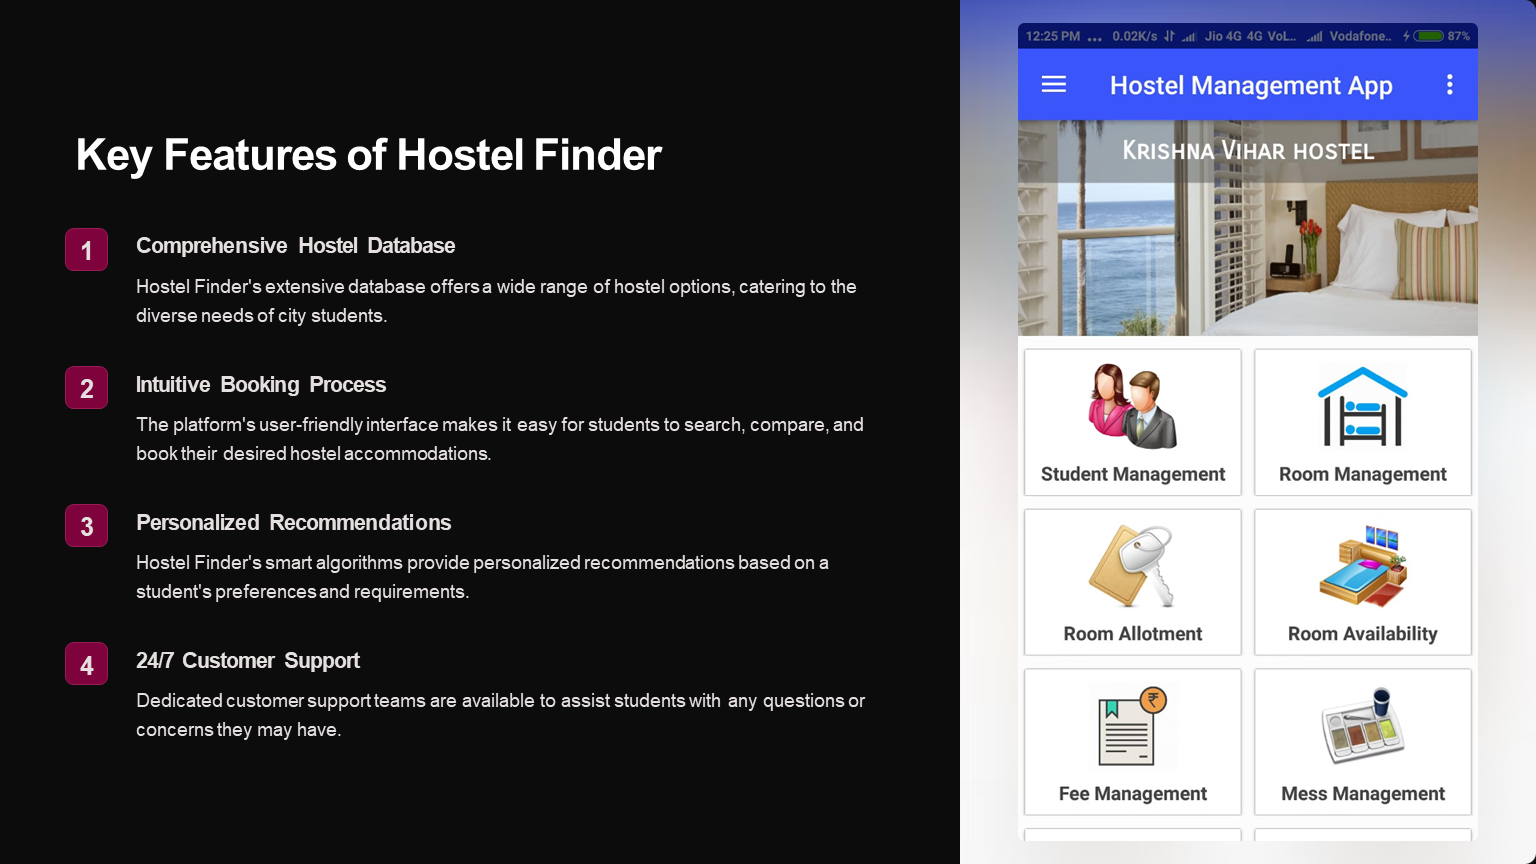 Key Features of Hostel Finder
1
Comprehensive Hostel Database
Hostel Finder's extensive database offers a wide range of hostel options, catering to the
diverse needs of city students.
2
Intuitive Booking Process
The platform's user-friendly interface makes it easy for students to search, compare, and
book their desired hostel accommodations.
3
Personalized Recommendations
Hostel Finder's smart algorithms provide personalized recommendations based on a
student's preferences and requirements.
4
24/7 Customer Support
Dedicated customer support teams are available to assist students with any questions or
concerns they may have.
12:25 PM ... 0.02K/s Jio 4G 4G VoL.. Vodafone.. 87%
Hostel Management App
Krishna Vihar hostel
Student Management
Room Management
Room Allotment
Room Availability
₹
Fee Management
Mess Management